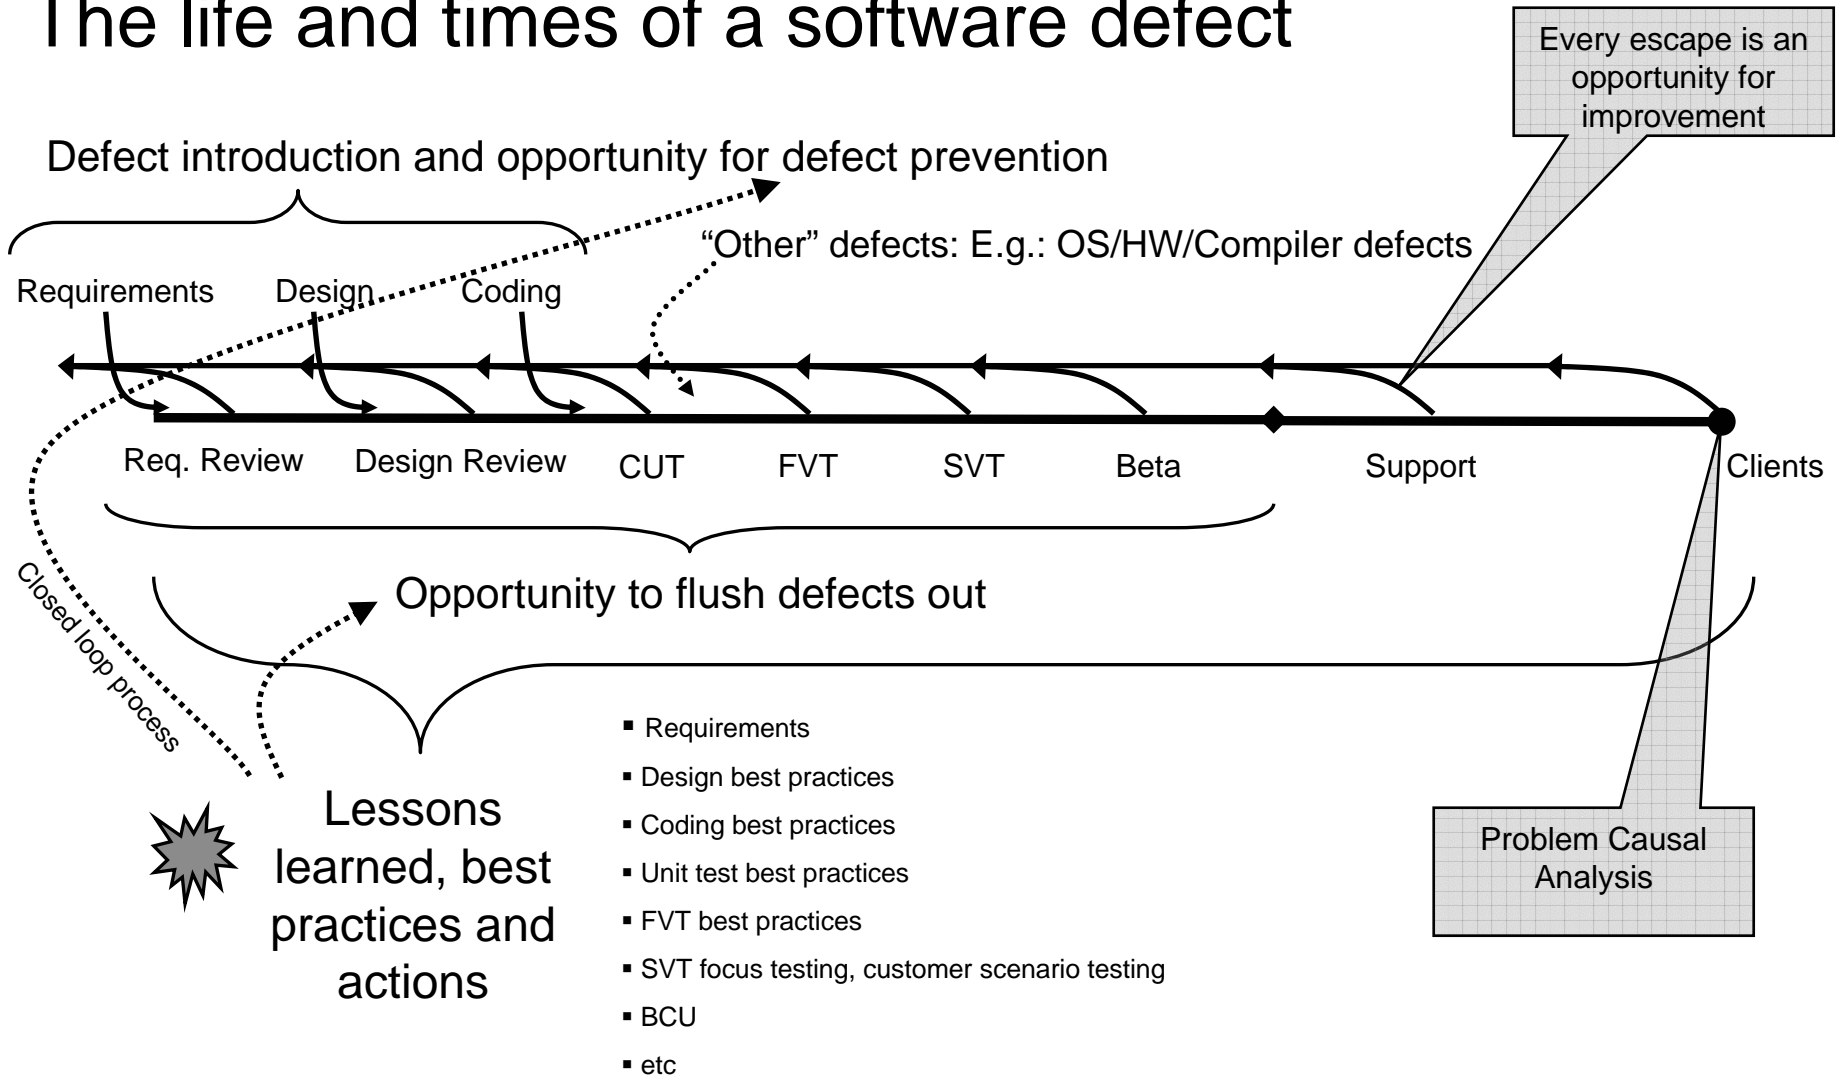 The life and times of a software defect
Every escape is an
opportunity for
improvement
Defect introduction and opportunity for defect prevention
“Other” defects: E.g.: OS/HW/Compiler defects
Requirements
Design
Coding
Req. Review
Design Review
CUT
FVT
SVT
Beta
Support
Clients
Opportunity to flush defects out
Closed loop process
Lessons
learned, best
practices and
actions
▪ Requirements
▪ Design best practices
▪ Coding best practices
▪ Unit test best practices
▪ FVT best practices
▪ SVT focus testing, customer scenario testing
▪ BCU
▪ etc
Problem Causal
Analysis